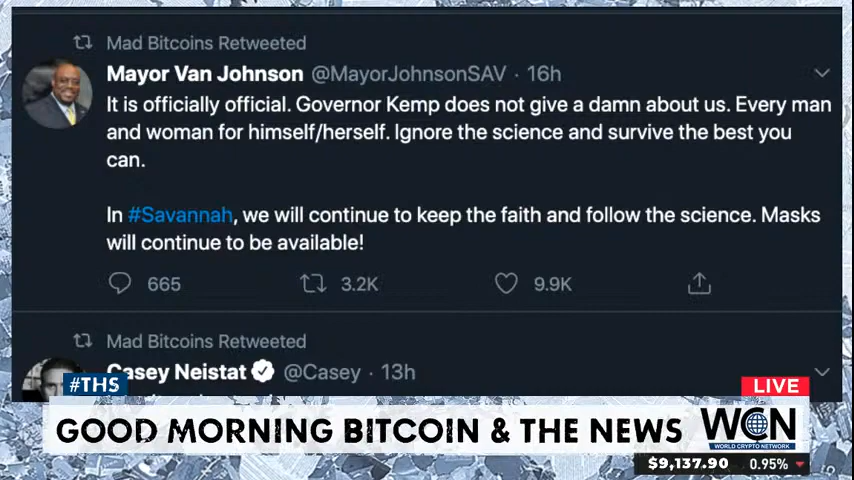 Mad Bitcoins Retweeted
Mayor Van Johnson @MayorJohnsonSAV · 16h
It is officially official. Governor Kemp does not give a damn about us. Every man
and woman for himself/herself. Ignore the science and survive the best you
can.
In #Savannah, we will continue to keep the faith and follow the science. Masks
will continue to be available!
665 3.2K 9.9K
Mad Bitcoins Retweeted
Casey Neistat @Casey · 13h
#THS
LIVE
GOOD MORNING BITCOIN & THE NEWS
WCN
WORLD CRYPTO NETWORK
$9,137.90 0.95%